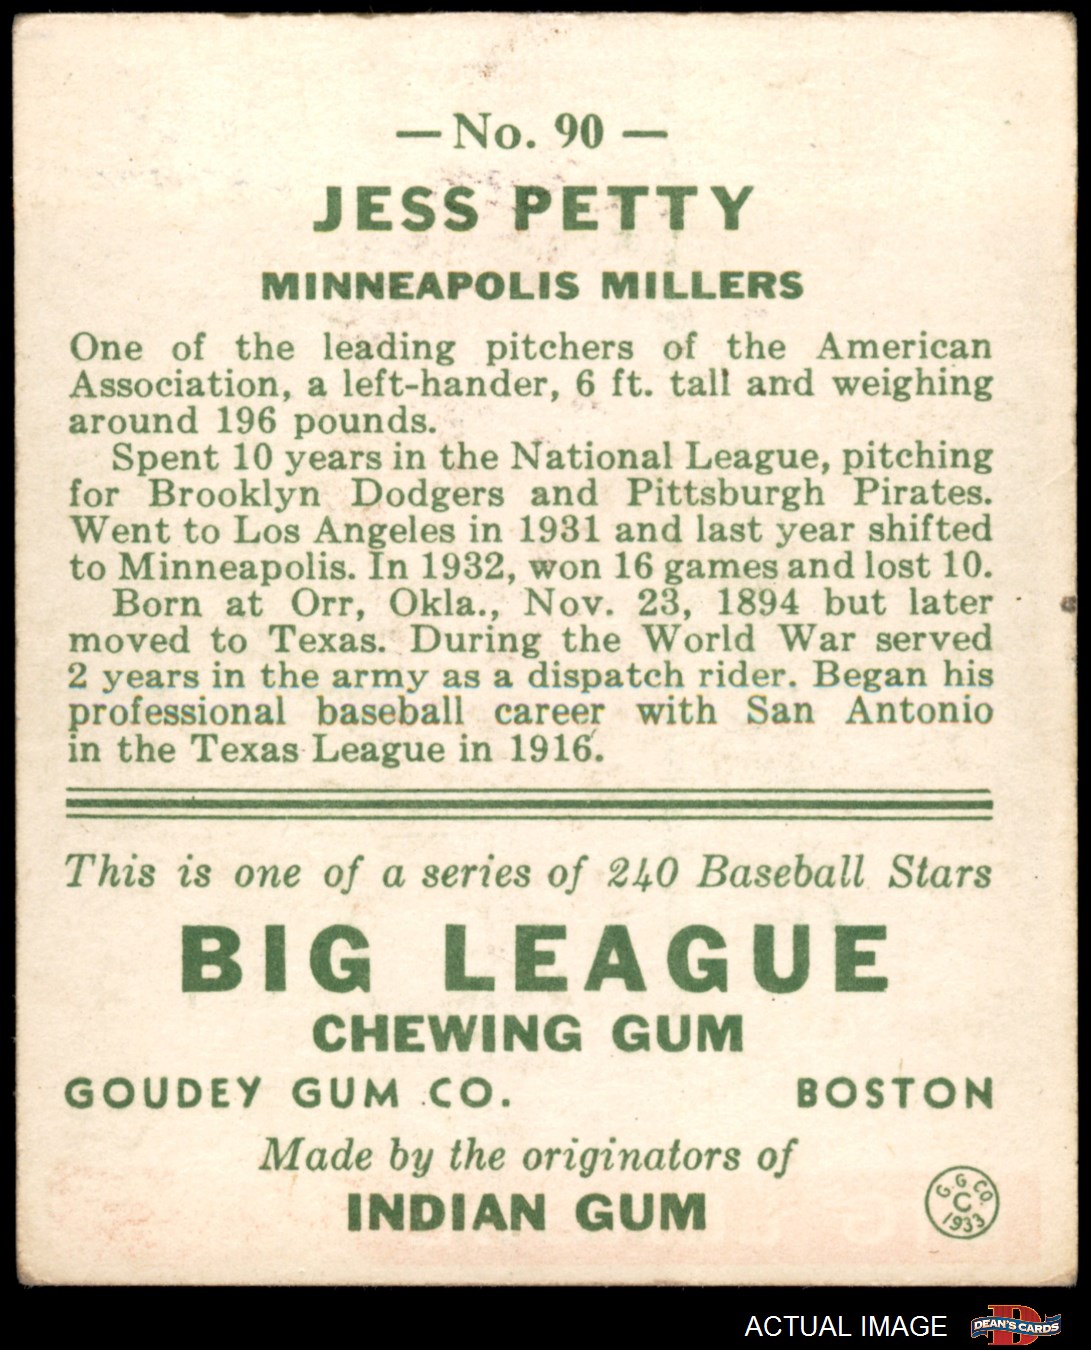 — No. 90 —
JESS PETTY
MINNEAPOLIS MILLERS
One of the leading pitchers of the American
Association, a left-hander, 6 ft. tall and weighing
around 196 pounds.
Spent 10 years in the National League, pitching
for Brooklyn Dodgers and Pittsburgh Pirates.
Went to Los Angeles in 1931 and last year shifted
to Minneapolis. In 1932, won 16 games and lost 10.
Born at Orr, Okla., Nov. 23, 1894 but later
moved to Texas. During the World War served
2 years in the army as a dispatch rider. Began his
professional baseball career with San Antonio
in the Texas League in 1916.
This is one of a series of 240 Baseball Stars
BIG LEAGUE
CHEWING GUM
GOUDEY GUM CO. BOSTON
Made by the originators of
INDIAN GUM
G. G. CO.
C
1933
ACTUAL IMAGE
D
DEAN'S CARDS